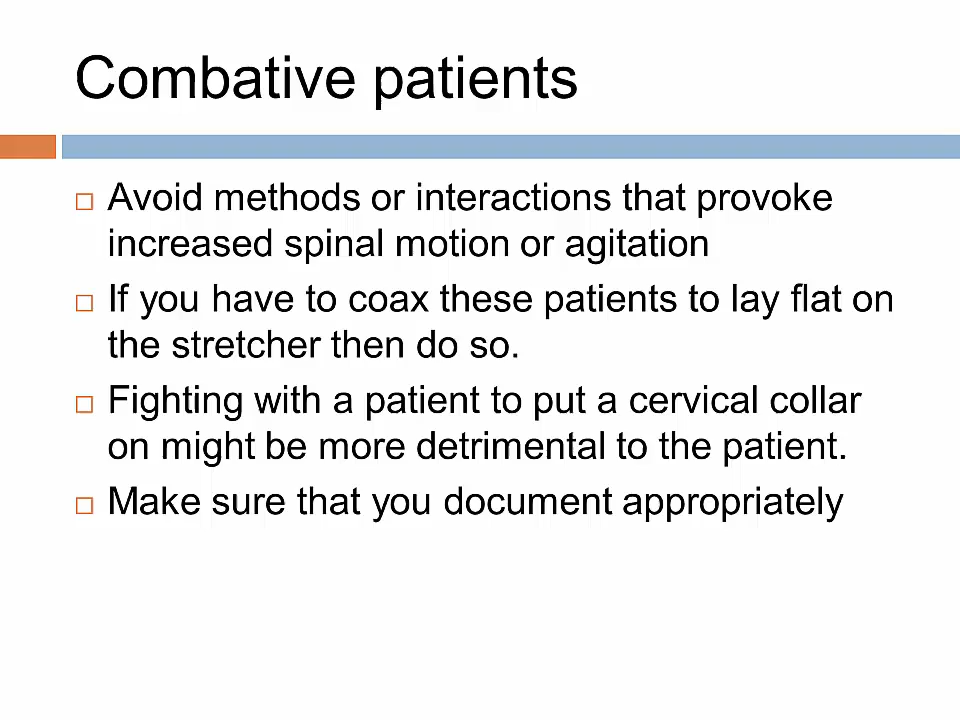 Combative patients
Avoid methods or interactions that provoke
increased spinal motion or agitation
If you have to coax these patients to lay flat on
the stretcher then do so.
Fighting with a patient to put a cervical collar
on might be more detrimental to the patient.
Make sure that you document appropriately